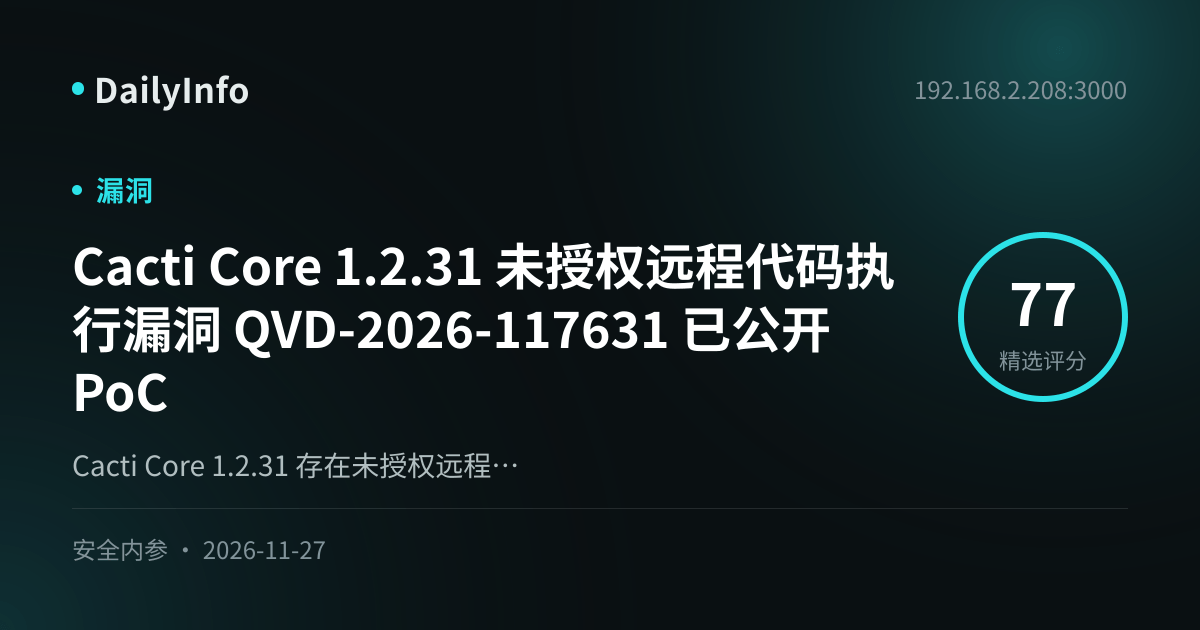 DailyInfo
192.168.2.208:3000
漏洞
Cacti Core 1.2.31 未授权远程代码执
行漏洞 QVD-2026-117631 已公开
PoC
77
精选评分
Cacti Core 1.2.31 存在未授权远程…
安全内参 • 2026-11-27